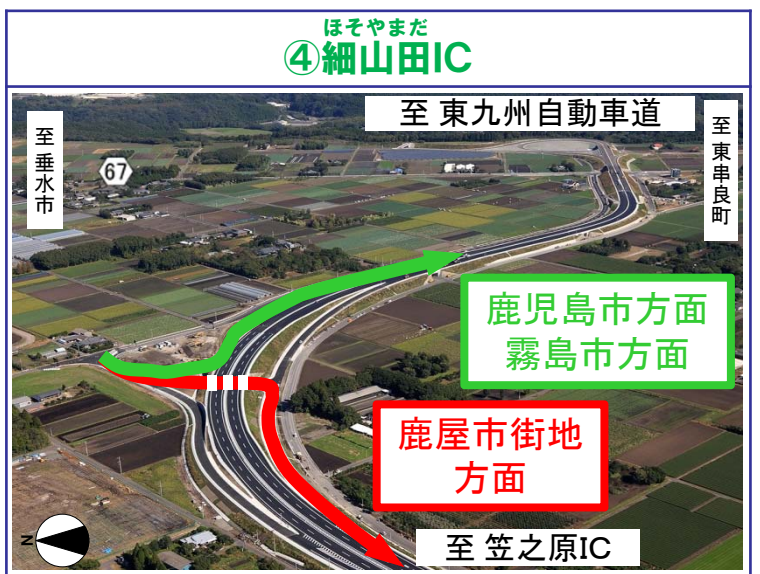 ほそやまだ
④細山田IC
至 東九州自動車道
至 垂水市
67
至 東串良町
鹿児島市方面
霧島市方面
鹿屋市街地
方面
至 笠之原IC
N